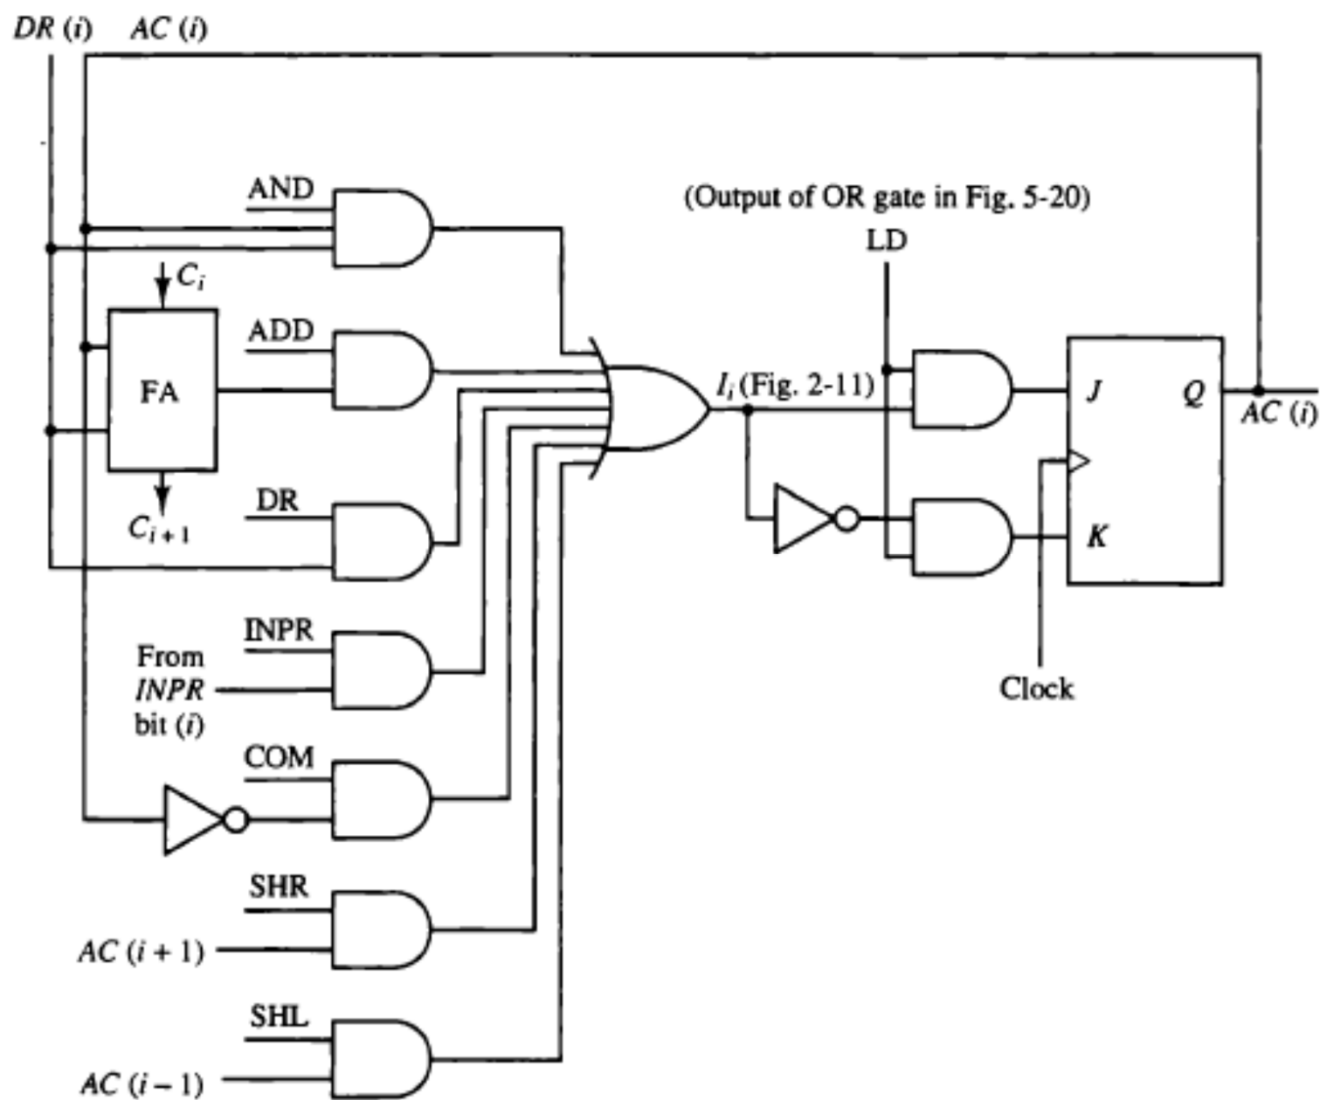 DR (i) AC (i)
AND
(Output of OR gate in Fig. 5-20)
LD
C_i
ADD
FA
I_i (Fig. 2-11)
J
Q
AC (i)
DR
C_{i+1}
K
INPR
From
INPR
bit (i)
Clock
COM
SHR
AC (i + 1)
SHL
AC (i − 1)